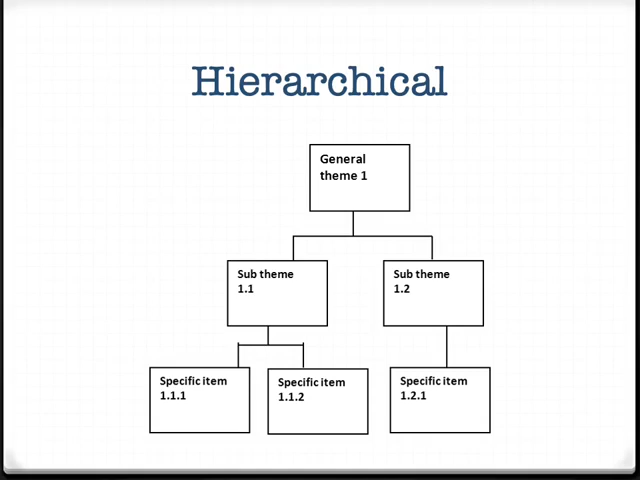 Hierarchical
General
theme 1
Sub theme
1.1
Sub theme
1.2
Specific item
1.1.1
Specific item
1.1.2
Specific item
1.2.1